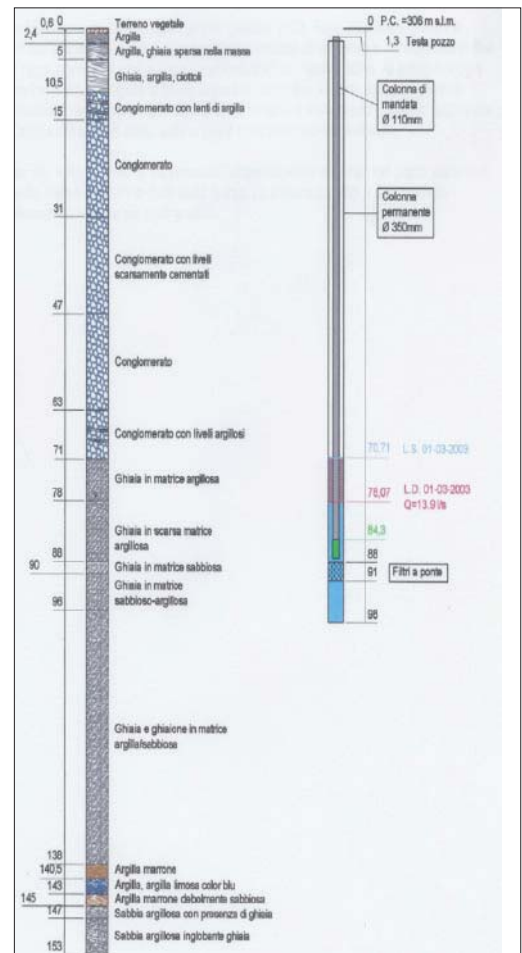 0
0,6
Terreno vegetale
2,4
Argilla
5
Argilla, ghiaia sparsa nella massa
Ghiaia, argilla, ciottoli
10,5
Conglomerato con lenti di argilla
15
Conglomerato
31
Conglomerato con livelli
scarsamente cementati
47
Conglomerato
63
Conglomerato con livelli argillosi
71
Ghiaia in matrice argillosa
78
Ghiaia in scarsa matrice
argillosa
88
Ghiaia in matrice sabbiosa
90
Ghiaia in matrice
sabbioso-argillosa
96
Ghiaia e ghiaione in matrice
argilla/sabbiosa
138
Argilla marrone
140,5
Argilla, argilla limosa color blu
143
Argilla marrone debolmente sabbiosa
145
Sabbia argillosa con presenza di ghiaia
147
Sabbia argillosa inglobante ghiaia
153
0 P.C. =306 m s.l.m.
1,3 Testa pozzo
Colonna di
mandata
Ø 110mm
Colonna
permanente
Ø 350mm
70,71 L.S. 01-03-2003
78,07 L.D. 01-03-2003
Q=13.9 l/s
84,3
88
91 Filtri a ponte
98